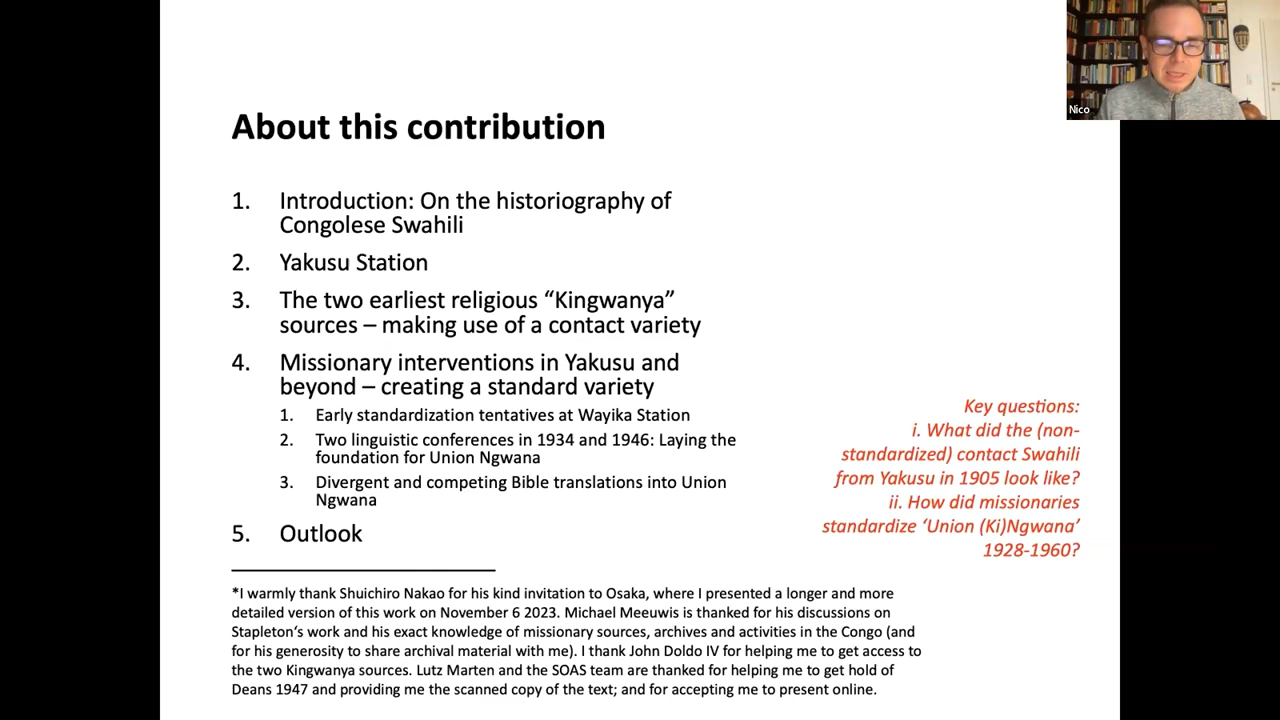 About this contribution
1. Introduction: On the historiography of
Congolese Swahili
2. Yakusu Station
3. The two earliest religious “Kingwanya”
sources – making use of a contact variety
4. Missionary interventions in Yakusu and
beyond – creating a standard variety
1. Early standardization tentatives at Wayika Station
2. Two linguistic conferences in 1934 and 1946: Laying the
foundation for Union Ngwana
3. Divergent and competing Bible translations into Union
Ngwana
5. Outlook
Key questions:
i. What did the (non-
standardized) contact Swahili
from Yakusu in 1905 look like?
ii. How did missionaries
standardize ‘Union (Ki)Ngwana’
1928-1960?
*I warmly thank Shuichiro Nakao for his kind invitation to Osaka, where I presented a longer and more
detailed version of this work on November 6 2023. Michael Meeuwis is thanked for his discussions on
Stapleton‘s work and his exact knowledge of missionary sources, archives and activities in the Congo (and
for his generosity to share archival material with me). I thank John Doldo IV for helping me to get access to
the two Kingwanya sources. Lutz Marten and the SOAS team are thanked for helping me to get hold of
Deans 1947 and providing me the scanned copy of the text; and for accepting me to present online.
Nico